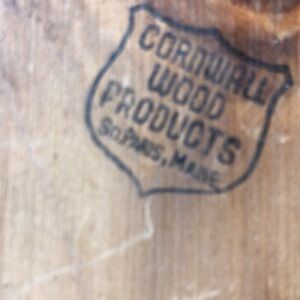 CORNWALL
WOOD
PRODUCTS
SO. PARIS, MAINE